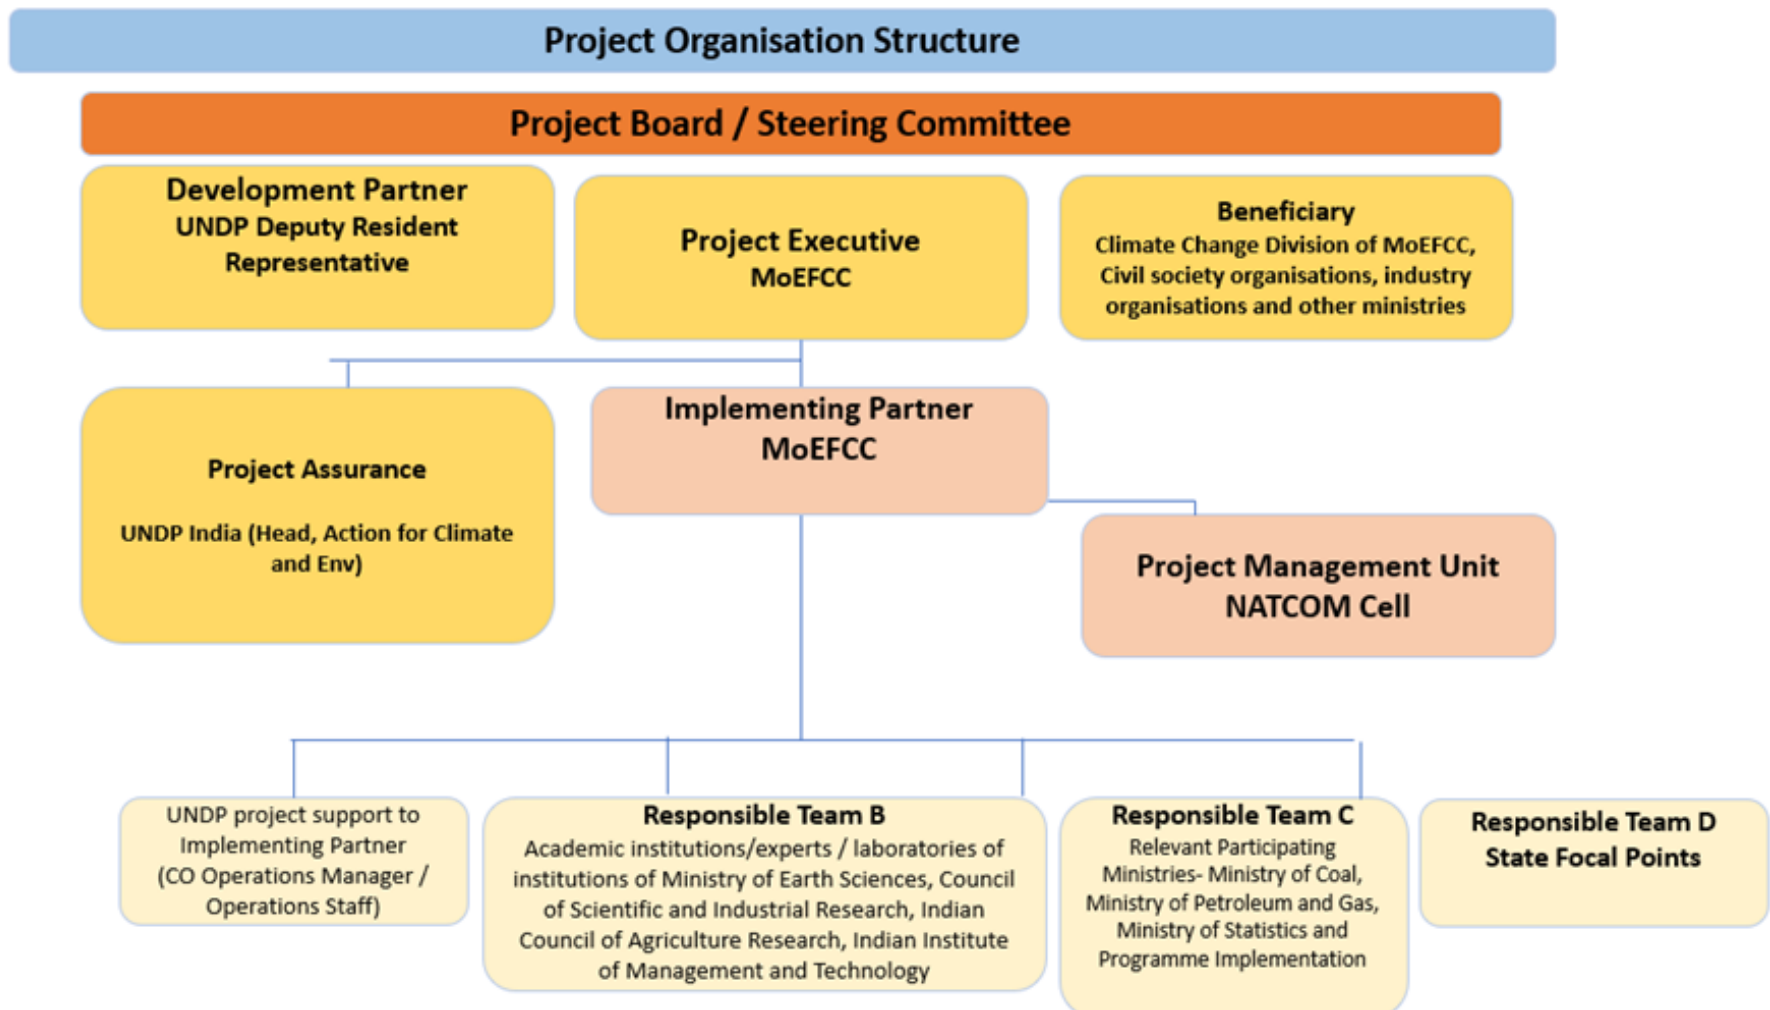 Project Organisation Structure
Project Board / Steering Committee
Development Partner
UNDP Deputy Resident
Representative
Project Executive
MoEFCC
Beneficiary
Climate Change Division of MoEFCC,
Civil society organisations, industry
organisations and other ministries
Project Assurance
UNDP India (Head, Action for Climate
and Env)
Implementing Partner
MoEFCC
Project Management Unit
NATCOM Cell
UNDP project support to
Implementing Partner
(CO Operations Manager /
Operations Staff)
Responsible Team B
Academic institutions/experts / laboratories of
institutions of Ministry of Earth Sciences, Council
of Scientific and Industrial Research, Indian
Council of Agriculture Research, Indian Institute
of Management and Technology
Responsible Team C
Relevant Participating
Ministries- Ministry of Coal,
Ministry of Petroleum and Gas,
Ministry of Statistics and
Programme Implementation
Responsible Team D
State Focal Points